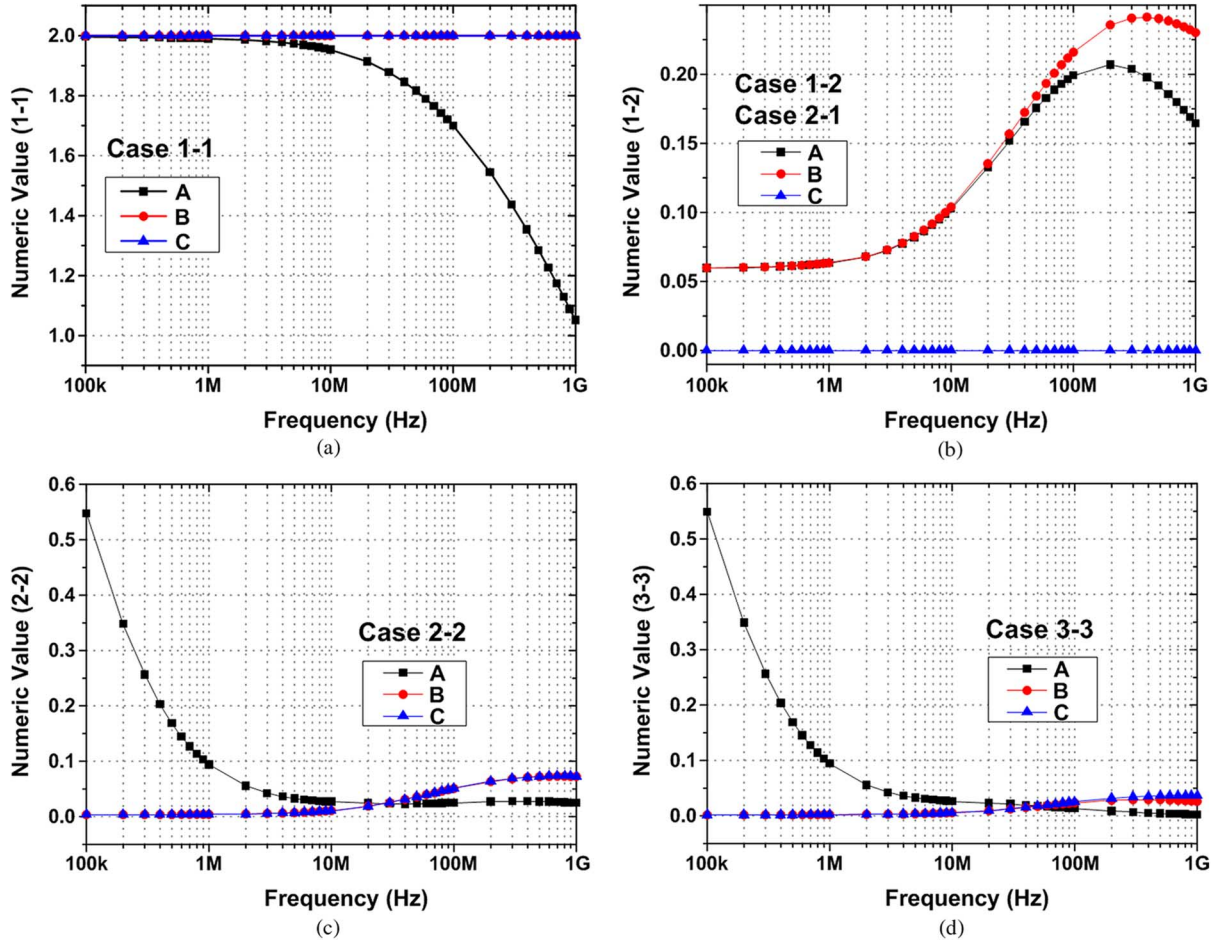 Numeric Value (1-1)
2.0
1.8
1.6
1.4
1.2
1.0
Case 1-1
A
B
C
100k 1M 10M 100M 1G
Frequency (Hz)
(a)
Numeric Value (1-2)
0.20
0.15
0.10
0.05
0.00
Case 1-2
Case 2-1
A
B
C
100k 1M 10M 100M 1G
Frequency (Hz)
(b)
Numeric Value (2-2)
0.6
0.5
0.4
0.3
0.2
0.1
0.0
Case 2-2
A
B
C
100k 1M 10M 100M 1G
Frequency (Hz)
(c)
Numeric Value (3-3)
0.6
0.5
0.4
0.3
0.2
0.1
0.0
Case 3-3
A
B
C
100k 1M 10M 100M 1G
Frequency (Hz)
(d)